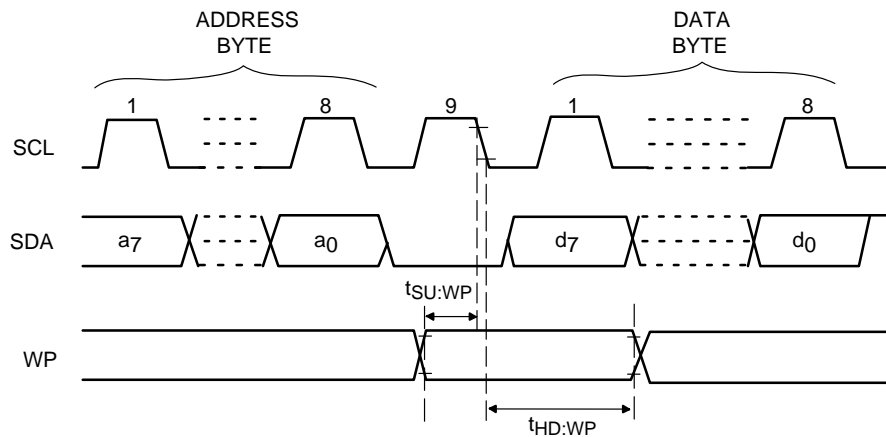 ADDRESS
BYTE
DATA
BYTE
1
8
9
1
8
SCL
SDA
a7
a0
d7
d0
tSU:WP
WP
tHD:WP